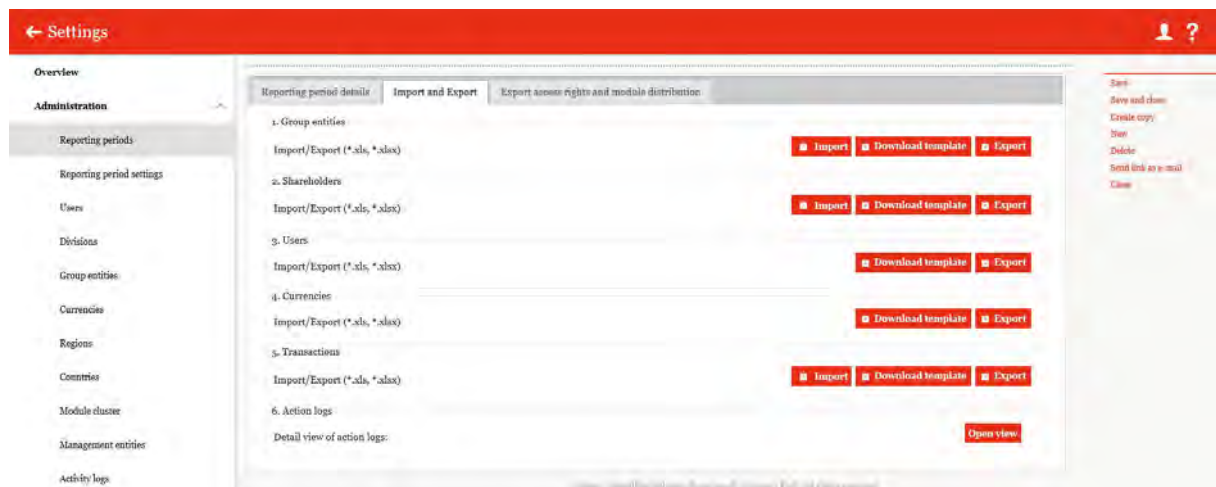 ← Settings
?
Overview
Administration
Reporting periods
Reporting period settings
Users
Divisions
Group entities
Currencies
Regions
Countries
Module cluster
Management entities
Activity logs
Reporting period details Import and Export Export access rights and module distribution
1. Group entities
Import/Export (*.xls, *.xlsx) Import Download template Export
2. Shareholders
Import/Export (*.xls, *.xlsx) Import Download template Export
3. Users
Import/Export (*.xls, *.xlsx) Download template Export
4. Currencies
Import/Export (*.xls, *.xlsx) Download template Export
5. Transactions
Import/Export (*.xls, *.xlsx) Import Download template Export
6. Action logs
Detail view of action logs: Open view
Save
Save and close
Create copy
New
Delete
Send link as e-mail
Close